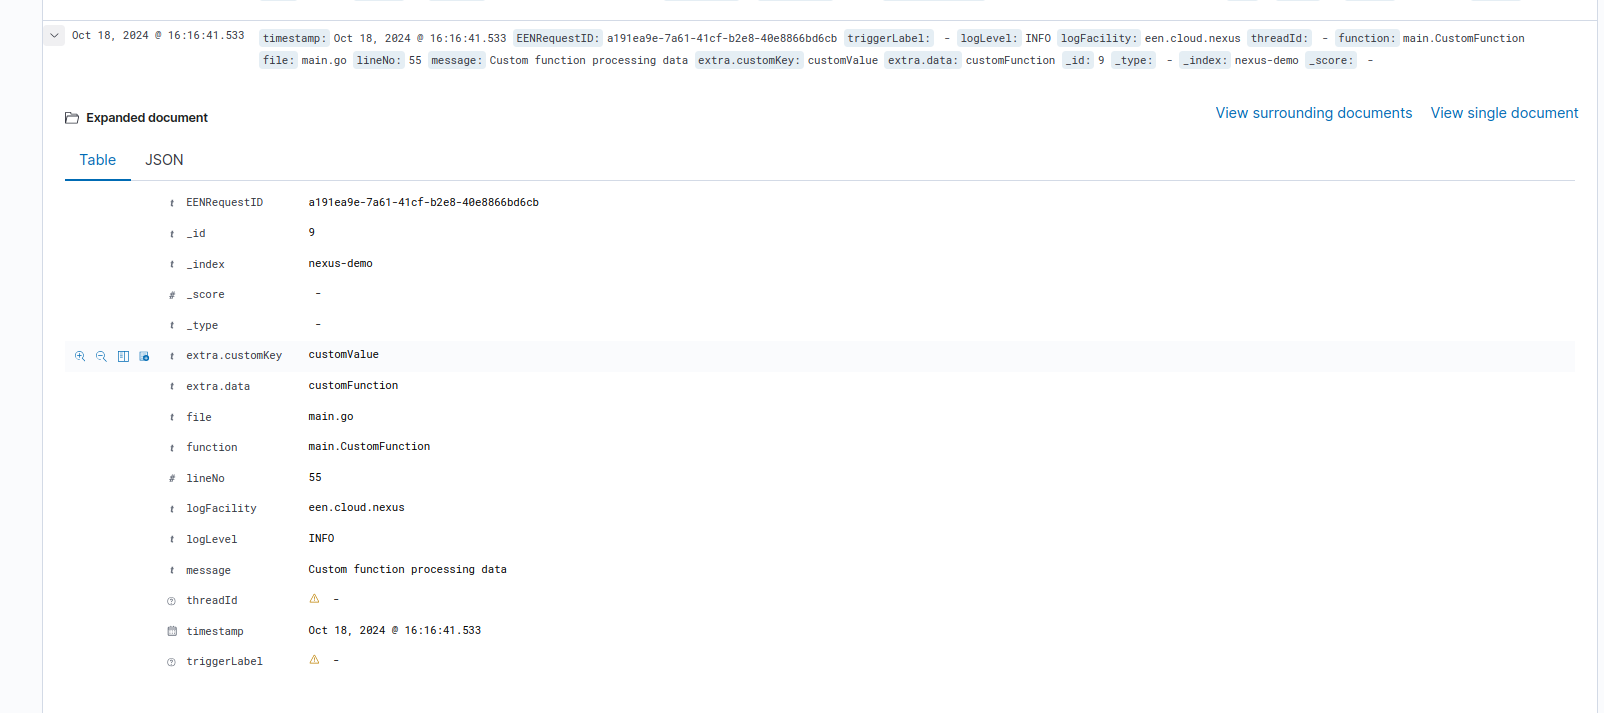 Oct 18, 2024 @ 16:16:41.533 timestamp: Oct 18, 2024 @ 16:16:41.533 EENRequestID: a191ea9e-7a61-41cf-b2e8-40e8866bd6cb triggerLabel: - logLevel: INFO logFacility: een.cloud.nexus threadId: - function: main.CustomFunction
file: main.go lineNo: 55 message: Custom function processing data extra.customKey: customValue extra.data: customFunction _id: 9 _type: - _index: nexus-demo _score: -
Expanded document View surrounding documents View single document
Table JSON
t EENRequestID a191ea9e-7a61-41cf-b2e8-40e8866bd6cb
t _id 9
t _index nexus-demo
# _score -
t _type -
t extra.customKey customValue
t extra.data customFunction
t file main.go
t function main.CustomFunction
# lineNo 55
t logFacility een.cloud.nexus
t logLevel INFO
t message Custom function processing data
threadId -
timestamp Oct 18, 2024 @ 16:16:41.533
triggerLabel -